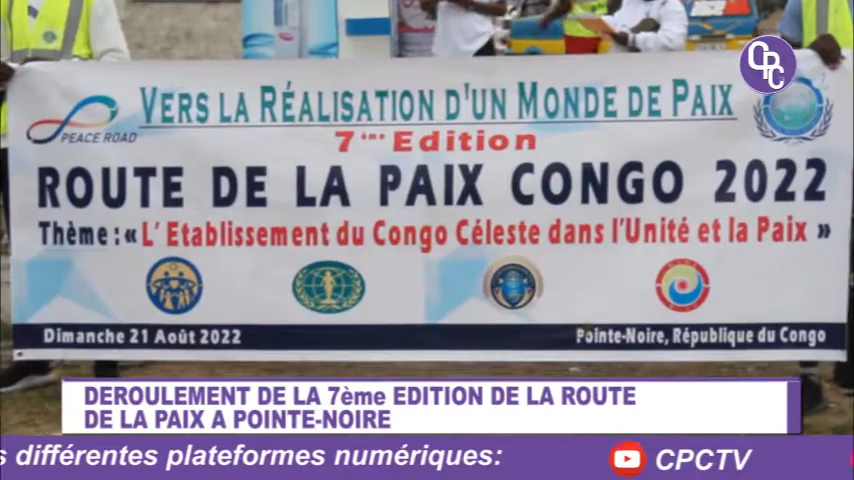 CPC
VERS LA RÉALISATION D'UN MONDE DE PAIX
PEACE ROAD
7ème EDITION
ROUTE DE LA PAIX CONGO 2022
Thème : « L' Etablissement du Congo Céleste dans l'Unité et la Paix »
Dimanche 21 Août 2022
Pointe-Noire, République du Congo
DEROULEMENT DE LA 7ème EDITION DE LA ROUTE
DE LA PAIX A POINTE-NOIRE
s différentes plateformes numériques:
CPCTV